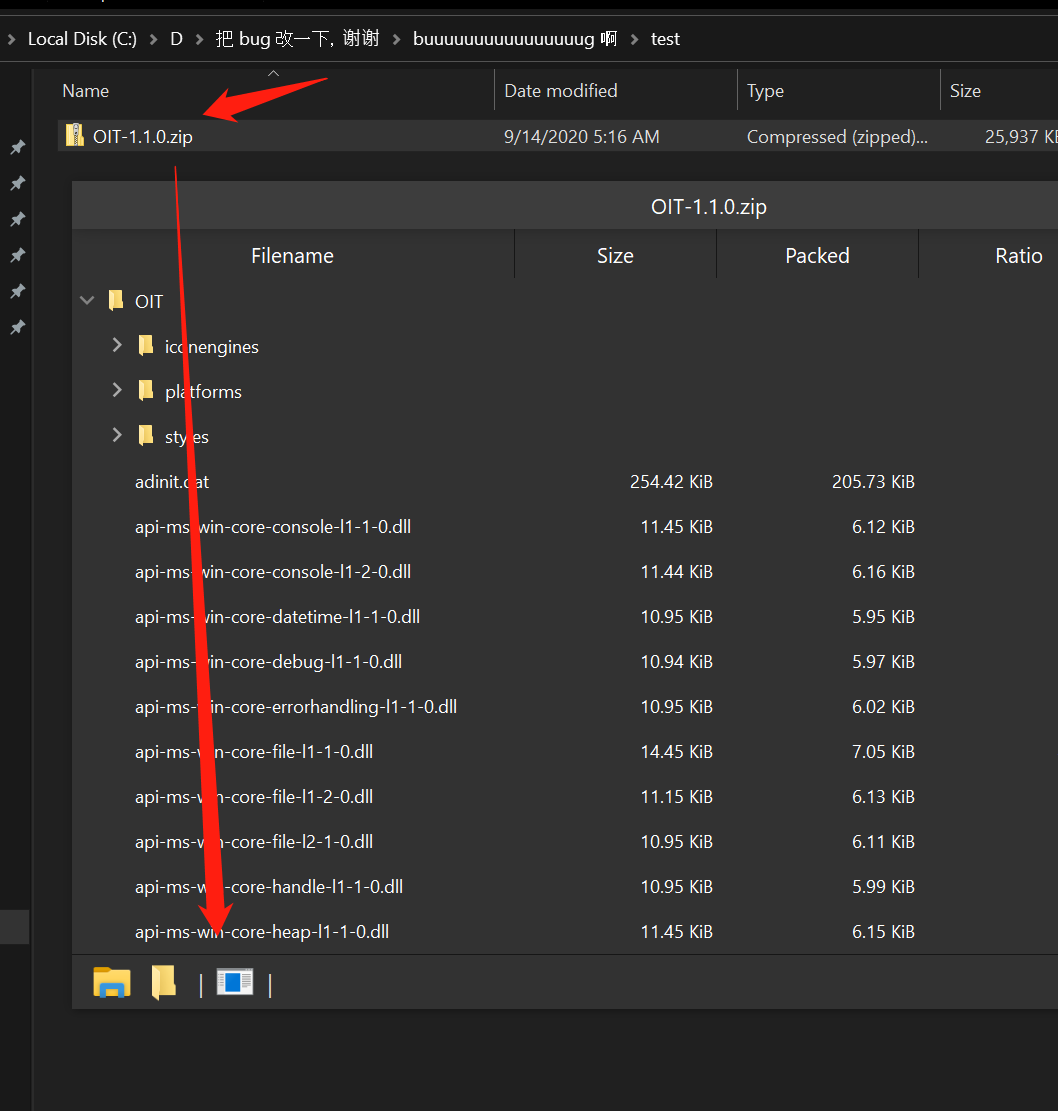 Local Disk (C:) D 把 bug 改一下, 谢谢 buuuuuuuuuuuuuuuug 啊 test
Name Date modified Type Size
OIT-1.1.0.zip 9/14/2020 5:16 AM Compressed (zipped)... 25,937 KB
OIT-1.1.0.zip
Filename Size Packed Ratio
OIT
iconengines
platforms
styles
adinit.dat 254.42 KiB 205.73 KiB
api-ms-win-core-console-l1-1-0.dll 11.45 KiB 6.12 KiB
api-ms-win-core-console-l1-2-0.dll 11.44 KiB 6.16 KiB
api-ms-win-core-datetime-l1-1-0.dll 10.95 KiB 5.95 KiB
api-ms-win-core-debug-l1-1-0.dll 10.94 KiB 5.97 KiB
api-ms-win-core-errorhandling-l1-1-0.dll 10.95 KiB 6.02 KiB
api-ms-win-core-file-l1-1-0.dll 14.45 KiB 7.05 KiB
api-ms-win-core-file-l1-2-0.dll 11.15 KiB 6.13 KiB
api-ms-win-core-file-l2-1-0.dll 10.95 KiB 6.11 KiB
api-ms-win-core-handle-l1-1-0.dll 10.95 KiB 5.99 KiB
api-ms-win-core-heap-l1-1-0.dll 11.45 KiB 6.15 KiB